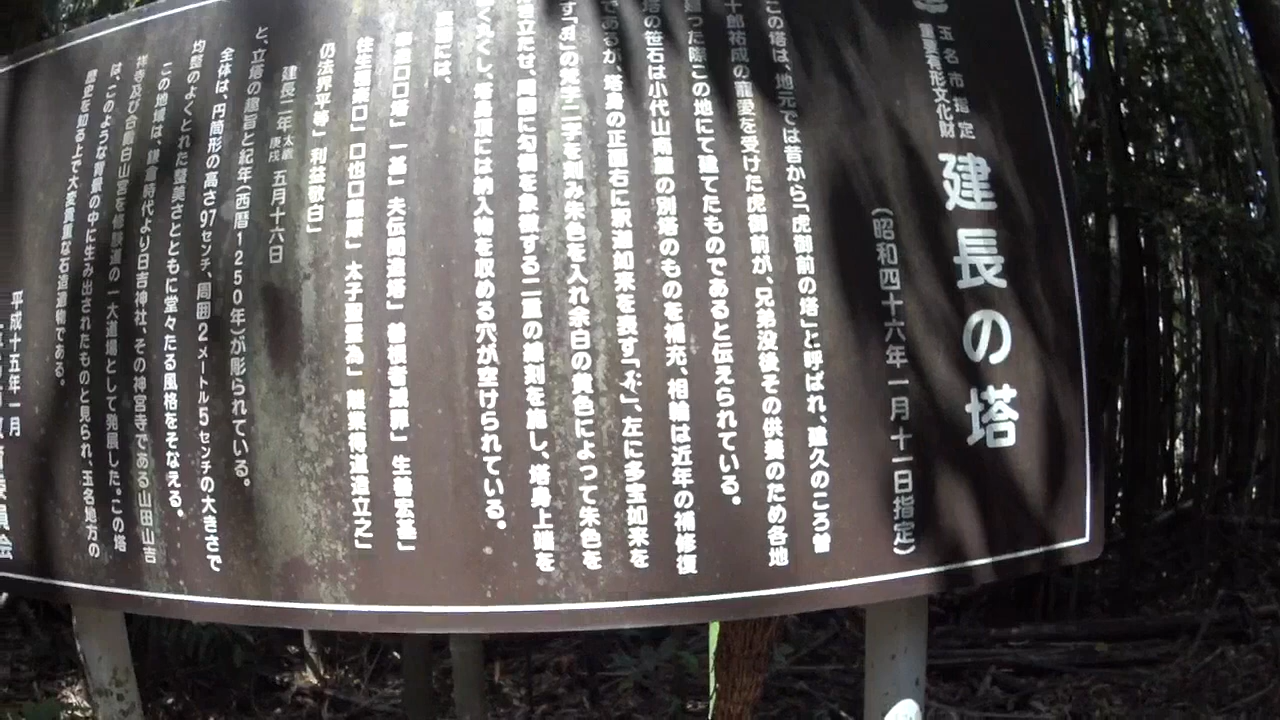 玉名市指定
重要有形文化財
建長の塔
(昭和四十六年一月十一日指定)
この塔は、地元では昔から「虎御前の塔」と呼ばれ、建久のころ曽
十郎祐成の寵愛を受けた虎御前が、兄弟没後その供養のため各地
廻った際この地にて建てたものであると伝えられている。
塔の笠石は小代山南麓の別塔のものを補充、相輪は近年の補修復
であるが、塔身の正面右に釈迦如来を表す「」、左に多宝如来を
す「」の梵字二字を刻み朱色を入れ余白の黄色によって朱色を
き立たせ、周囲に幻想を象徴する二重の線刻を施し、塔身上端を
く丸くし、塔身頂には納入物を収める穴が空けられている。
裏面には、
口口塔」一基」夫伝聞造塔」昔根者滅罪」生善宏基」
往生口」口也口」太子聖霊為」得道造立之」
仍法界平等」利益敬白」
建長二年太歳庚戌五月十六日
と、立塔の趣旨と紀年(西暦1250年)が彫られている。
全体は、円筒形の高さ97センチ、周囲2メートル5センチの大きさで
均整のよくとれた豊美さとともに堂々たる風格をそなえる。
この地域は、鎌倉時代より日吉神社、その神宮寺である山田山吉
祥寺及び白山宮を修験道の一大道場として発展した。この塔
は、このような背景の中に生み出されたものと見られ、玉名地方の
歴史を知る上で大変貴重な石造遺物である。
平成十五年一月
委員会